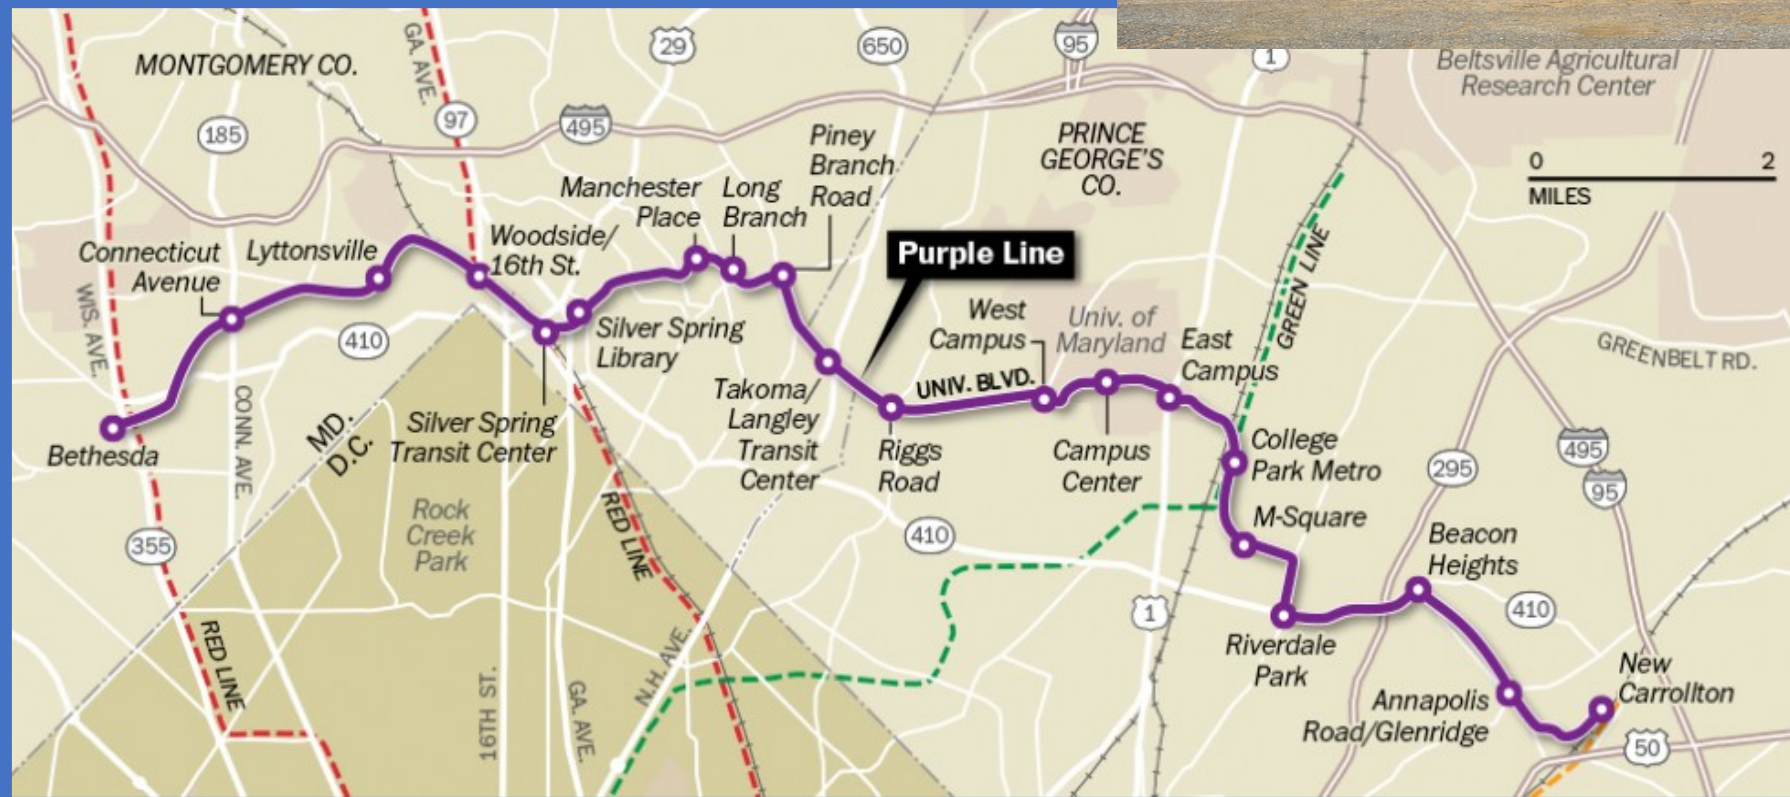 MONTGOMERY CO.
GA. AVE.
29
650
95
1
Beltsville Agricultural
Research Center
185
97
495
PRINCE
GEORGE'S
CO.
0 2
MILES
Piney
Branch
Road
Manchester
Place
Long
Branch
Connecticut
Avenue
Lyttonsville
Woodside/
16th St.
Purple Line
WIS. AVE.
410
Silver Spring
Library
West
Campus
Univ. of
Maryland
East
Campus
GREEN LINE
GREENBELT RD.
UNIV. BLVD.
Bethesda
CONN. AVE.
MD.
D.C.
Silver Spring
Transit Center
Takoma/
Langley
Transit
Center
Riggs
Road
Campus
Center
College
Park Metro
295
495
95
355
Rock
Creek
Park
RED LINE
410
M-Square
Beacon
Heights
410
1
RED LINE
16TH ST.
GA. AVE.
N.H. AVE.
Riverdale
Park
Annapolis
Road/Glenridge
New
Carrollton
50